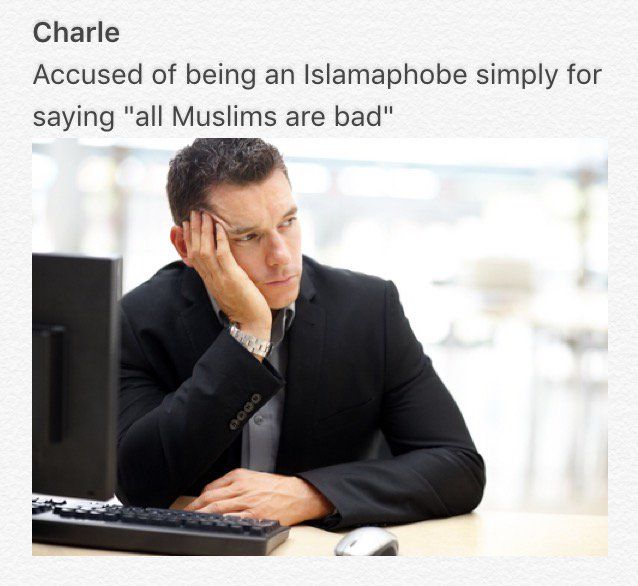 Charle
Accused of being an Islamaphobe simply for
saying "all Muslims are bad"